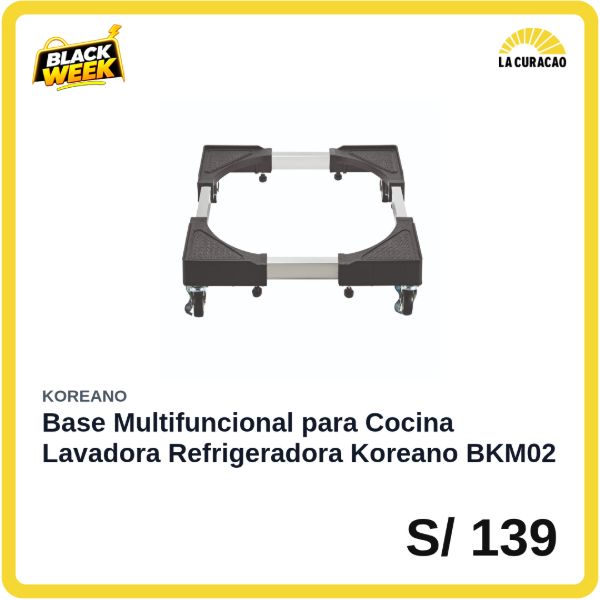 BLACK
WEEK
LA CURACAO
KOREANO
Base Multifuncional para Cocina
Lavadora Refrigeradora Koreano BKM02
S/ 139